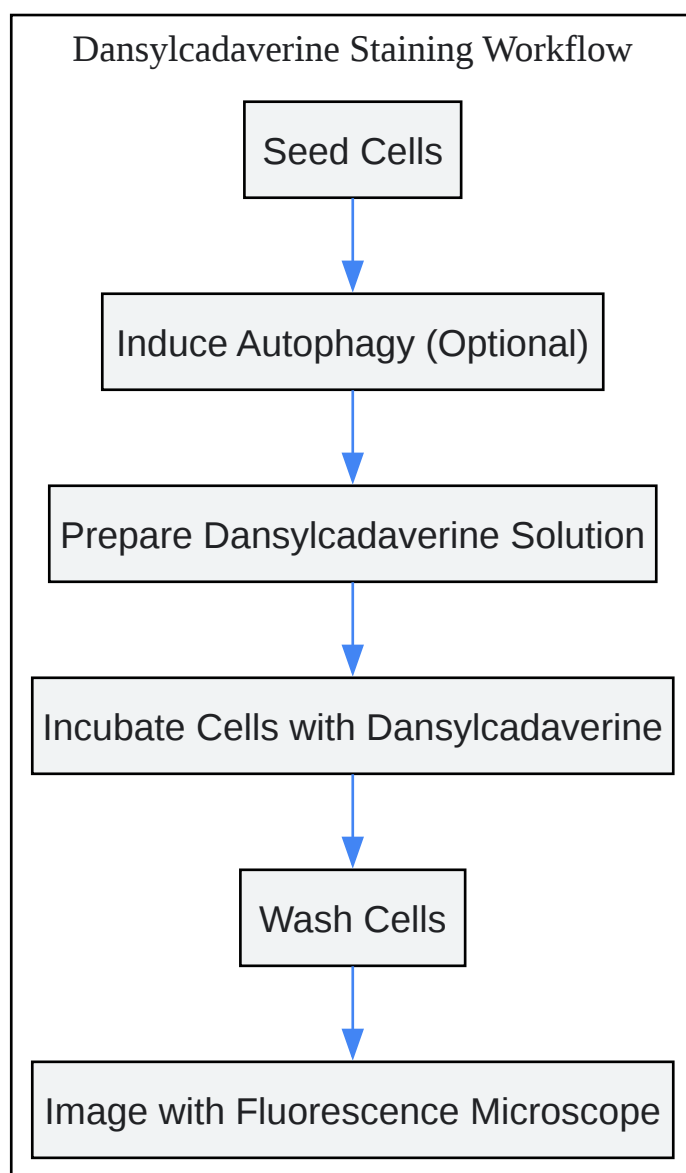 Dansylcadaverine Staining Workflow
Seed Cells
Induce Autophagy (Optional)
Prepare Dansylcadaverine Solution
Incubate Cells with Dansylcadaverine
Wash Cells
Image with Fluorescence Microscope